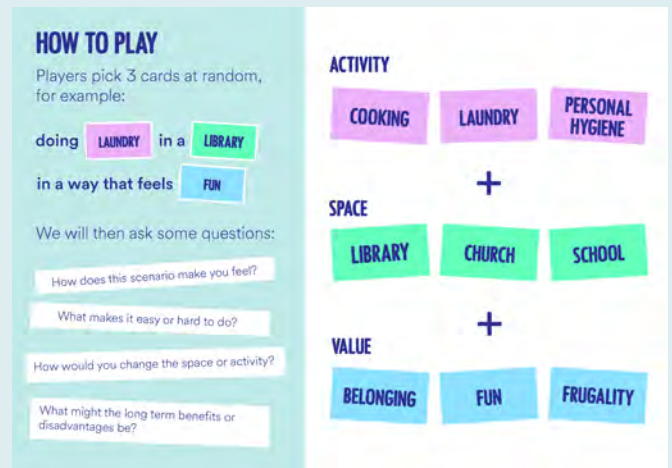 HOW TO PLAY
Players pick 3 cards at random,
for example:
doing LAUNDRY in a LIBRARY
in a way that feels FUN
We will then ask some questions:
How does this scenario make you feel?
What makes it easy or hard to do?
How would you change the space or activity?
What might the long term benefits or
disadvantages be?
ACTIVITY
COOKING
LAUNDRY
PERSONAL
HYGIENE
+
SPACE
LIBRARY
CHURCH
SCHOOL
+
VALUE
BELONGING
FUN
FRUGALITY